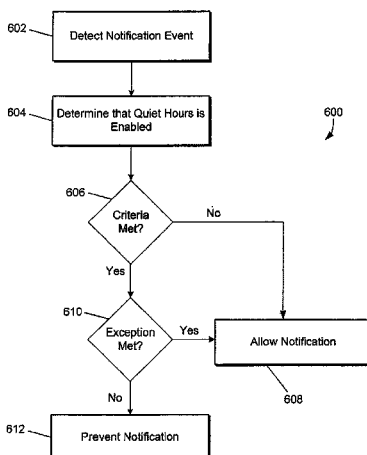 602
Detect Notification Event
604
Determine that Quiet Hours is
Enabled
600
606
Criteria
Met?
No
Yes
610
Exception
Met?
Yes
Allow Notification
608
No
612
Prevent Notification